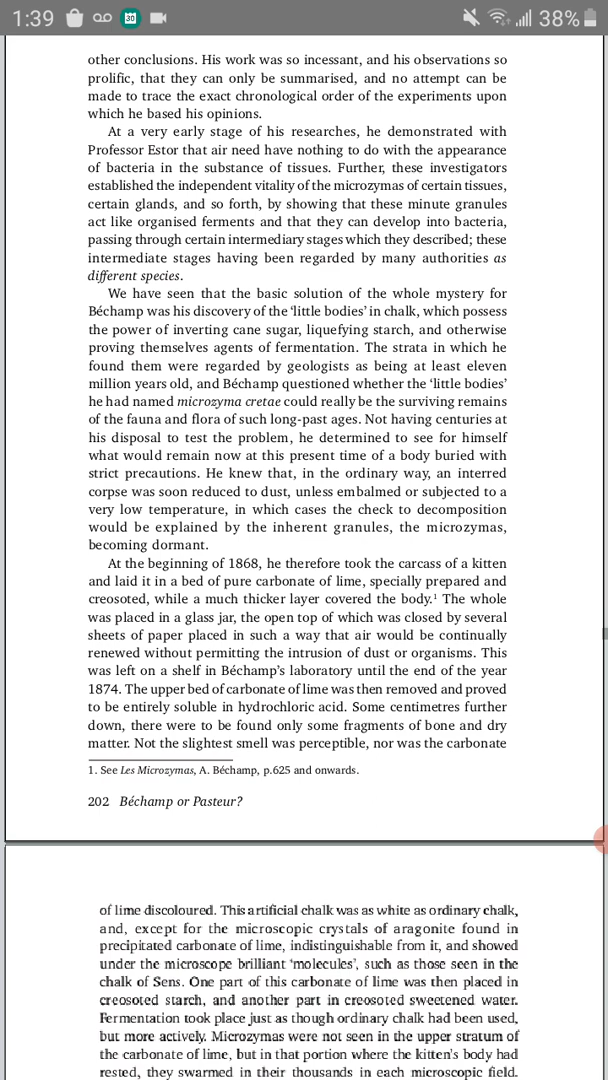 1:39 30 38%
other conclusions. His work was so incessant, and his observations so
prolific, that they can only be summarised, and no attempt can be
made to trace the exact chronological order of the experiments upon
which he based his opinions.
At a very early stage of his researches, he demonstrated with
Professor Estor that air need have nothing to do with the appearance
of bacteria in the substance of tissues. Further, these investigators
established the independent vitality of the microzymas of certain tissues,
certain glands, and so forth, by showing that these minute granules
act like organised ferments and that they can develop into bacteria,
passing through certain intermediary stages which they described; these
intermediate stages having been regarded by many authorities as
different species.
We have seen that the basic solution of the whole mystery for
Béchamp was his discovery of the ‘little bodies’ in chalk, which possess
the power of inverting cane sugar, liquefying starch, and otherwise
proving themselves agents of fermentation. The strata in which he
found them were regarded by geologists as being at least eleven
million years old, and Béchamp questioned whether the ‘little bodies’
he had named microzyma cretae could really be the surviving remains
of the fauna and flora of such long-past ages. Not having centuries at
his disposal to test the problem, he determined to see for himself
what would remain now at this present time of a body buried with
strict precautions. He knew that, in the ordinary way, an interred
corpse was soon reduced to dust, unless embalmed or subjected to a
very low temperature, in which cases the check to decomposition
would be explained by the inherent granules, the microzymas,
becoming dormant.
At the beginning of 1868, he therefore took the carcass of a kitten
and laid it in a bed of pure carbonate of lime, specially prepared and
creosoted, while a much thicker layer covered the body.¹ The whole
was placed in a glass jar, the open top of which was closed by several
sheets of paper placed in such a way that air would be continually
renewed without permitting the intrusion of dust or organisms. This
was left on a shelf in Béchamp’s laboratory until the end of the year
1874. The upper bed of carbonate of lime was then removed and proved
to be entirely soluble in hydrochloric acid. Some centimetres further
down, there were to be found only some fragments of bone and dry
matter. Not the slightest smell was perceptible, nor was the carbonate
1. See Les Microzymas, A. Béchamp, p.625 and onwards.
202 Béchamp or Pasteur?
of lime discoloured. This artificial chalk was as white as ordinary chalk,
and, except for the microscopic crystals of aragonite found in
precipitated carbonate of lime, indistinguishable from it, and showed
under the microscope brilliant ‘molecules’, such as those seen in the
chalk of Sens. One part of this carbonate of lime was then placed in
creosoted starch, and another part in creosoted sweetened water.
Fermentation took place just as though ordinary chalk had been used,
but more actively. Microzymas were not seen in the upper stratum of
the carbonate of lime, but in that portion where the kitten’s body had
rested, they swarmed in their thousands in each microscopic field.